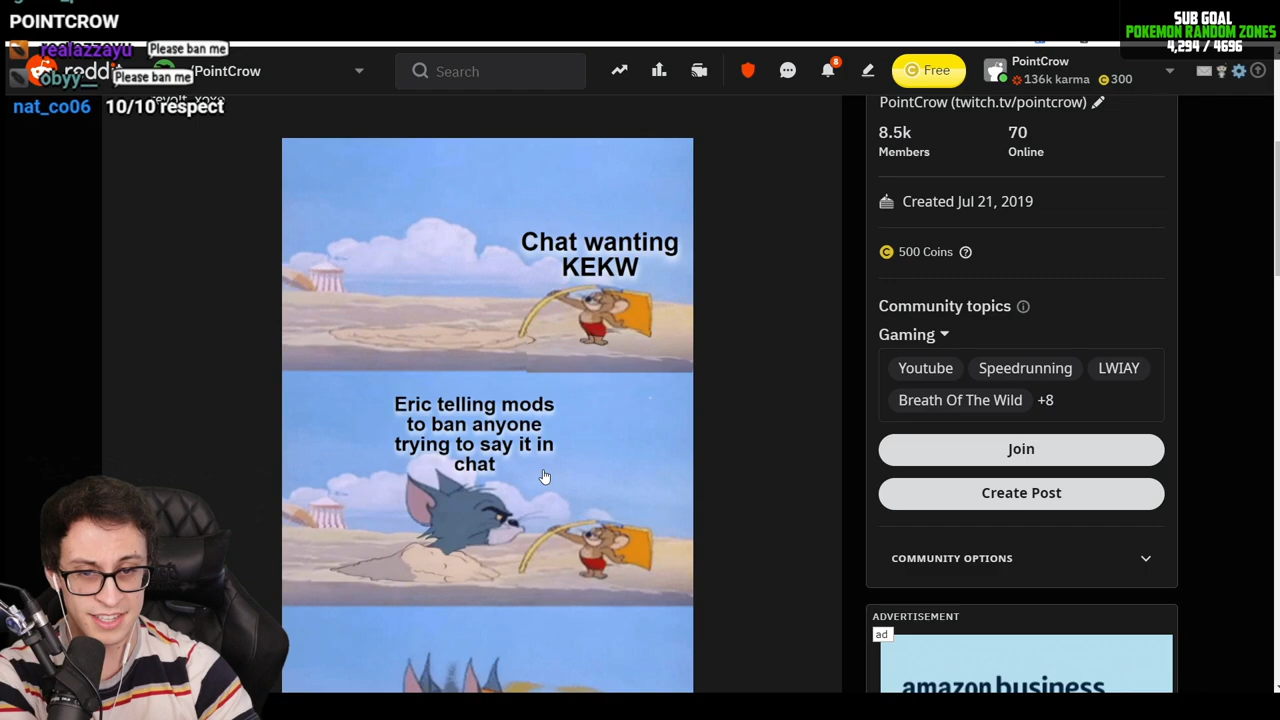 POINTCROW
realazzayu Please ban me
obyy__ Please ban me
nat_co06 10/10 respect
reddit
/PointCrow
Search
8
Free
PointCrow
136k karma
300
SUB GOAL
POKEMON RANDOM ZONES
4,294 / 4696
PointCrow (twitch.tv/pointcrow)
8.5k
70
Members
Online
Created Jul 21, 2019
500 Coins
Community topics
Gaming
Youtube
Speedrunning
LWIAY
Breath Of The Wild
+8
Join
Create Post
COMMUNITY OPTIONS
ADVERTISEMENT
ad
amazon business
Chat wanting
KEKW
Eric telling mods
to ban anyone
trying to say it in
chat